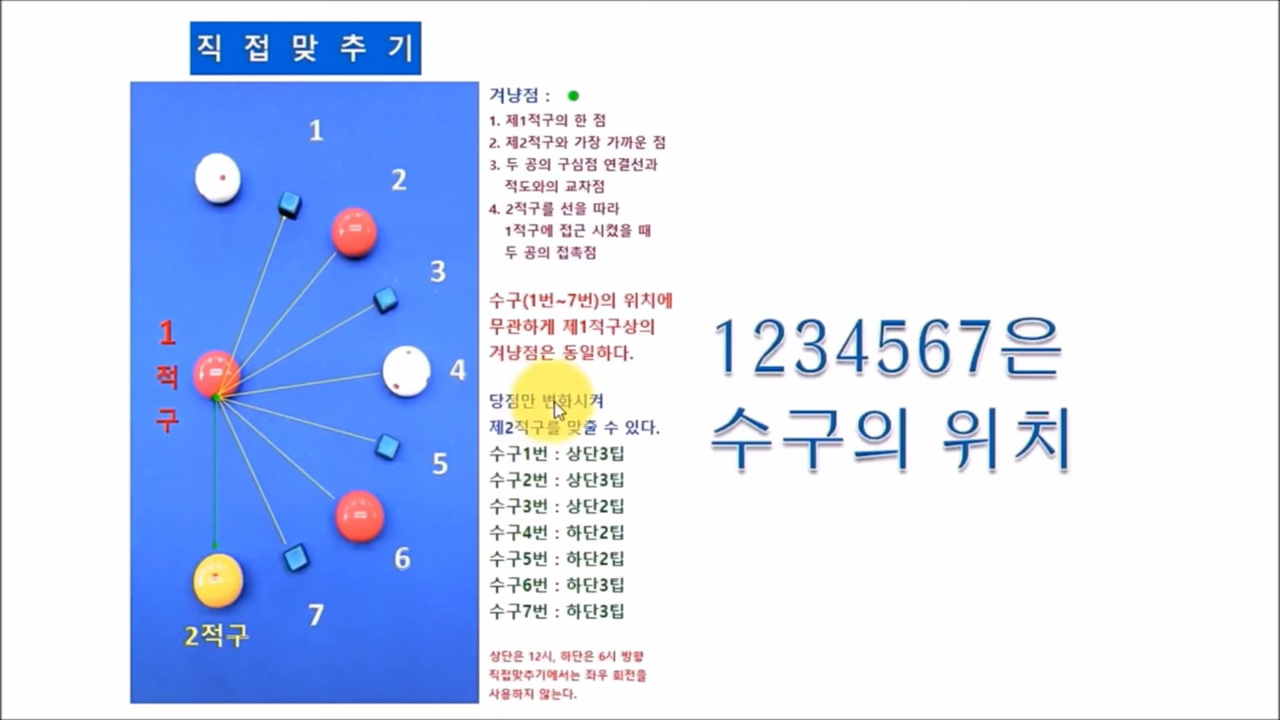 직접맞추기
1
2
3
4
5
6
7
1
적
구
2적구
겨냥점 :
1. 제1적구의 한 점
2. 제2적구와 가장 가까운 점
3. 두 공의 구심점 연결선과
적도와의 교차점
4. 2적구를 선을 따라
1적구에 접근 시켰을 때
두 공의 접촉점
수구(1번~7번)의 위치에
무관하게 제1적구상의
겨냥점은 동일하다.
당점만 변화시켜
제2적구를 맞출 수 있다.
수구1번 : 상단3팁
수구2번 : 상단3팁
수구3번 : 상단2팁
수구4번 : 하단2팁
수구5번 : 하단2팁
수구6번 : 하단3팁
수구7번 : 하단3팁
상단은 12시, 하단은 6시 방향
직접맞추기에서는 좌우 회전을
사용하지 않는다.
1234567은
수구의 위치